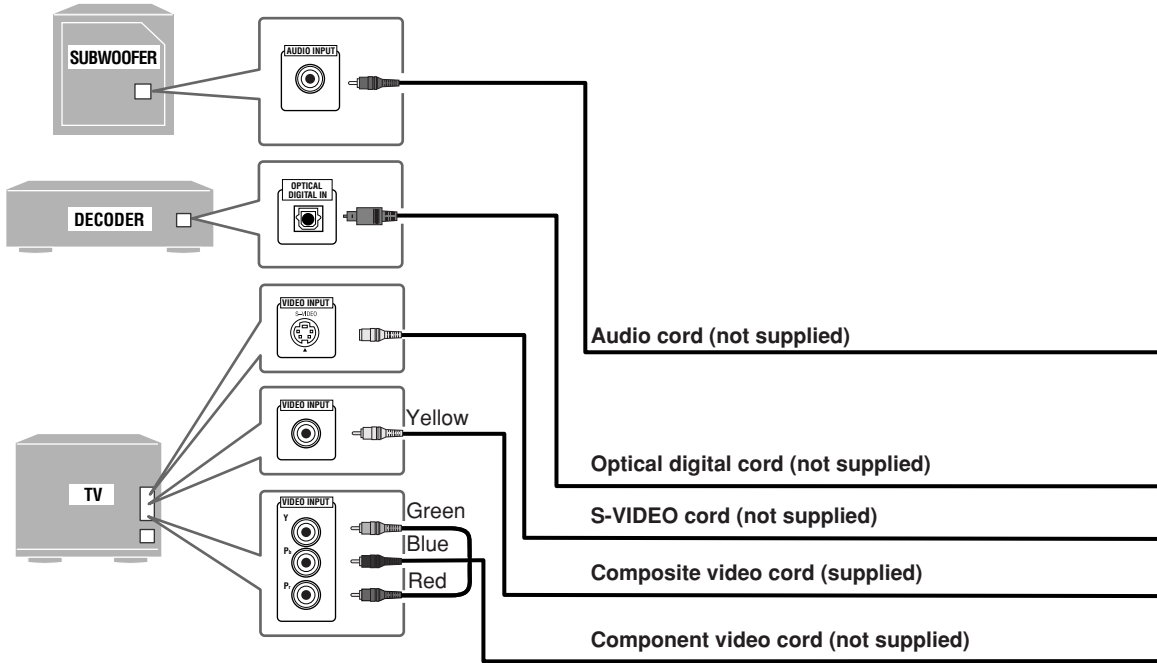 SUBWOOFER
AUDIO INPUT
DECODER
OPTICAL
DIGITAL IN
VIDEO INPUT
S-VIDEO
Audio cord (not supplied)
VIDEO INPUT
Yellow
Optical digital cord (not supplied)
TV
VIDEO INPUT
Y
Green
S-VIDEO cord (not supplied)
Pb
Blue
Pr
Red
Composite video cord (supplied)
Component video cord (not supplied)